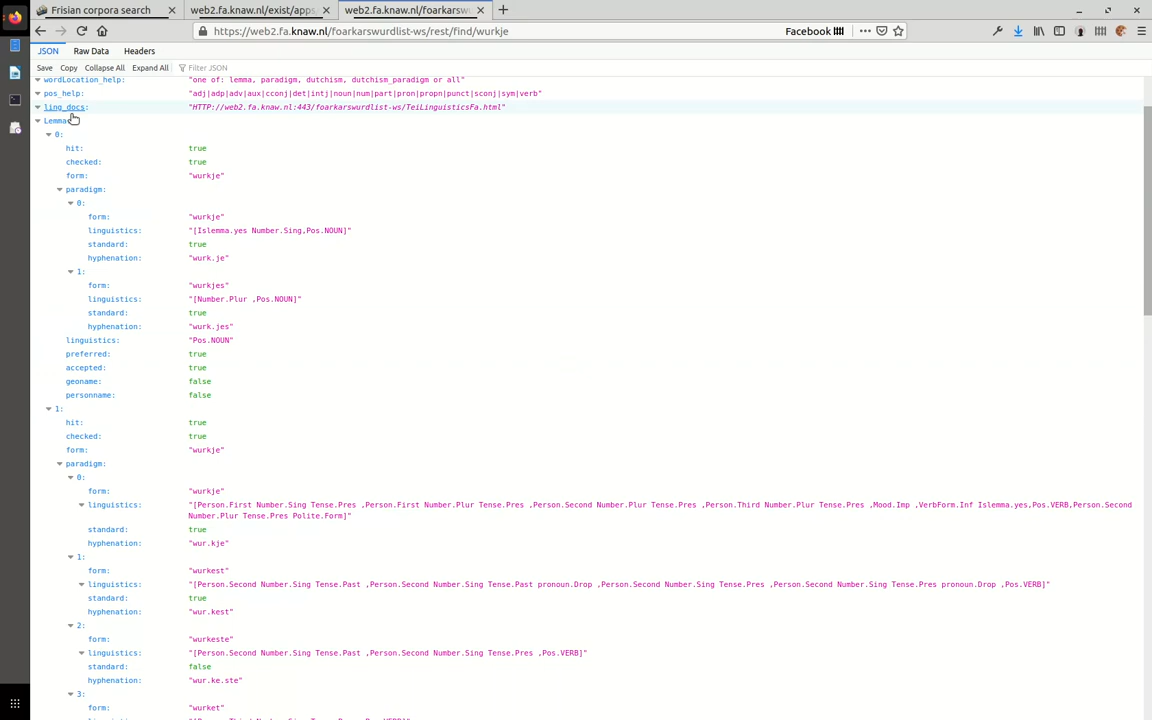 Frisian corpora search
web2.fa.knaw.nl/exist/apps
web2.fa.knaw.nl/foarkarsw
https://web2.fa.knaw.nl/foarkarswurdlist-ws/rest/find/wurkje
Facebook
JSON Raw Data Headers
Save Copy Collapse All Expand All Filter JSON
wordLocation_help: "one of: lemma, paradigm, dutchism, dutchism_paradigm or all"
pos_help: "adj|adp|adv|aux|cconj|det|intj|noun|num|part|pron|propn|punct|sconj|sym|verb"
ling_docs: "HTTP://web2.fa.knaw.nl:443/foarkarswurdlist-ws/TeiLinguisticsFa.html"
Lemma
0:
hit: true
checked: true
form: "wurkje"
paradigm:
0:
form: "wurkje"
linguistics: "[Islemma.yes Number.Sing,Pos.NOUN]"
standard: true
hyphenation: "wurk.je"
1:
form: "wurkjes"
linguistics: "[Number.Plur ,Pos.NOUN]"
standard: true
hyphenation: "wurk.jes"
linguistics: "Pos.NOUN"
preferred: true
accepted: true
geoname: false
personname: false
1:
hit: true
checked: true
form: "wurkje"
paradigm:
0:
form: "wurkje"
linguistics: "[Person.First Number.Sing Tense.Pres ,Person.First Number.Plur Tense.Pres ,Person.Second Number.Plur Tense.Pres ,Person.Third Number.Plur Tense.Pres ,Mood.Imp ,VerbForm.Inf Islemma.yes,Pos.VERB,Person.Second
Number.Plur Tense.Pres Polite.Form]"
standard: true
hyphenation: "wur.kje"
1:
form: "wurkest"
linguistics: "[Person.Second Number.Sing Tense.Past ,Person.Second Number.Sing Tense.Past pronoun.Drop ,Person.Second Number.Sing Tense.Pres ,Person.Second Number.Sing Tense.Pres pronoun.Drop ,Pos.VERB]"
standard: true
hyphenation: "wur.kest"
2:
form: "wurkeste"
linguistics: "[Person.Second Number.Sing Tense.Past ,Person.Second Number.Sing Tense.Pres ,Pos.VERB]"
standard: false
hyphenation: "wur.ke.ste"
3:
form: "wurket"